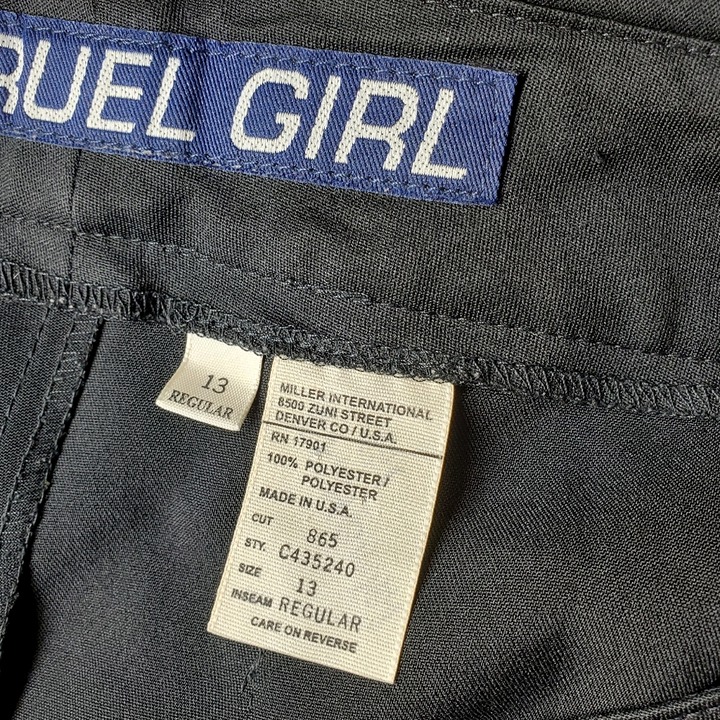 RUEL GIRL
13
REGULAR
MILLER INTERNATIONAL
8500 ZUNI STREET
DENVER CO / U.S.A.
RN 17901
100% POLYESTER /
POLYESTER
MADE IN U.S.A.
CUT 865
STY. C435240
SIZE 13
INSEAM REGULAR
CARE ON REVERSE